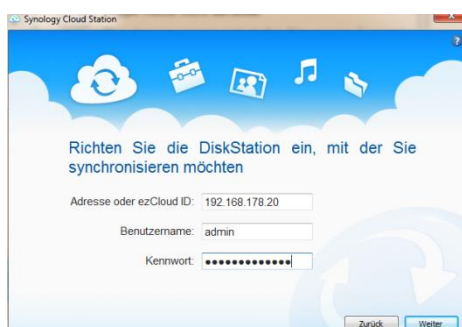 Synology Cloud Station
Richten Sie die DiskStation ein, mit der Sie
synchronisieren möchten
Adresse oder ezCloud ID: 192.168.178.20
Benutzername: admin
Kennwort: ●●●●●●●●●●●●●
Zurück Weiter